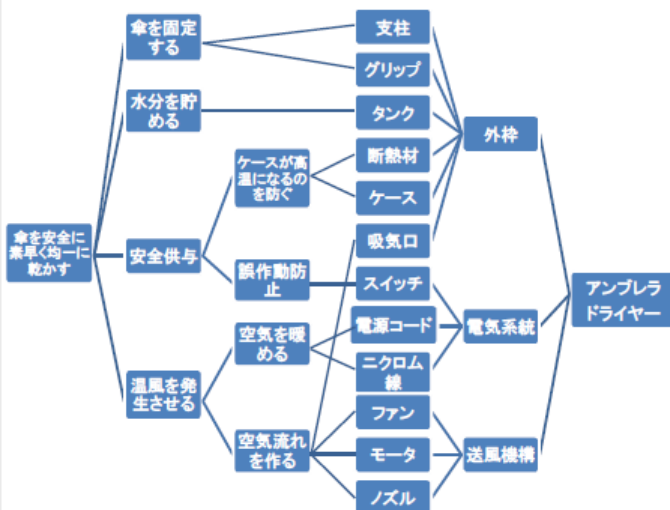 傘を安全に
素早く均一に
乾かす
傘を固定
する
水分を貯
める
安全供与
温風を発
生させる
ケースが高
温になるの
を防ぐ
誤作動防
止
空気を暖
める
空気流れ
を作る
支柱
グリップ
タンク
断熱材
ケース
吸気口
スイッチ
電源コード
ニクロム
線
ファン
モータ
ノズル
外枠
電気系統
送風機構
アンブレラ
ドライヤー